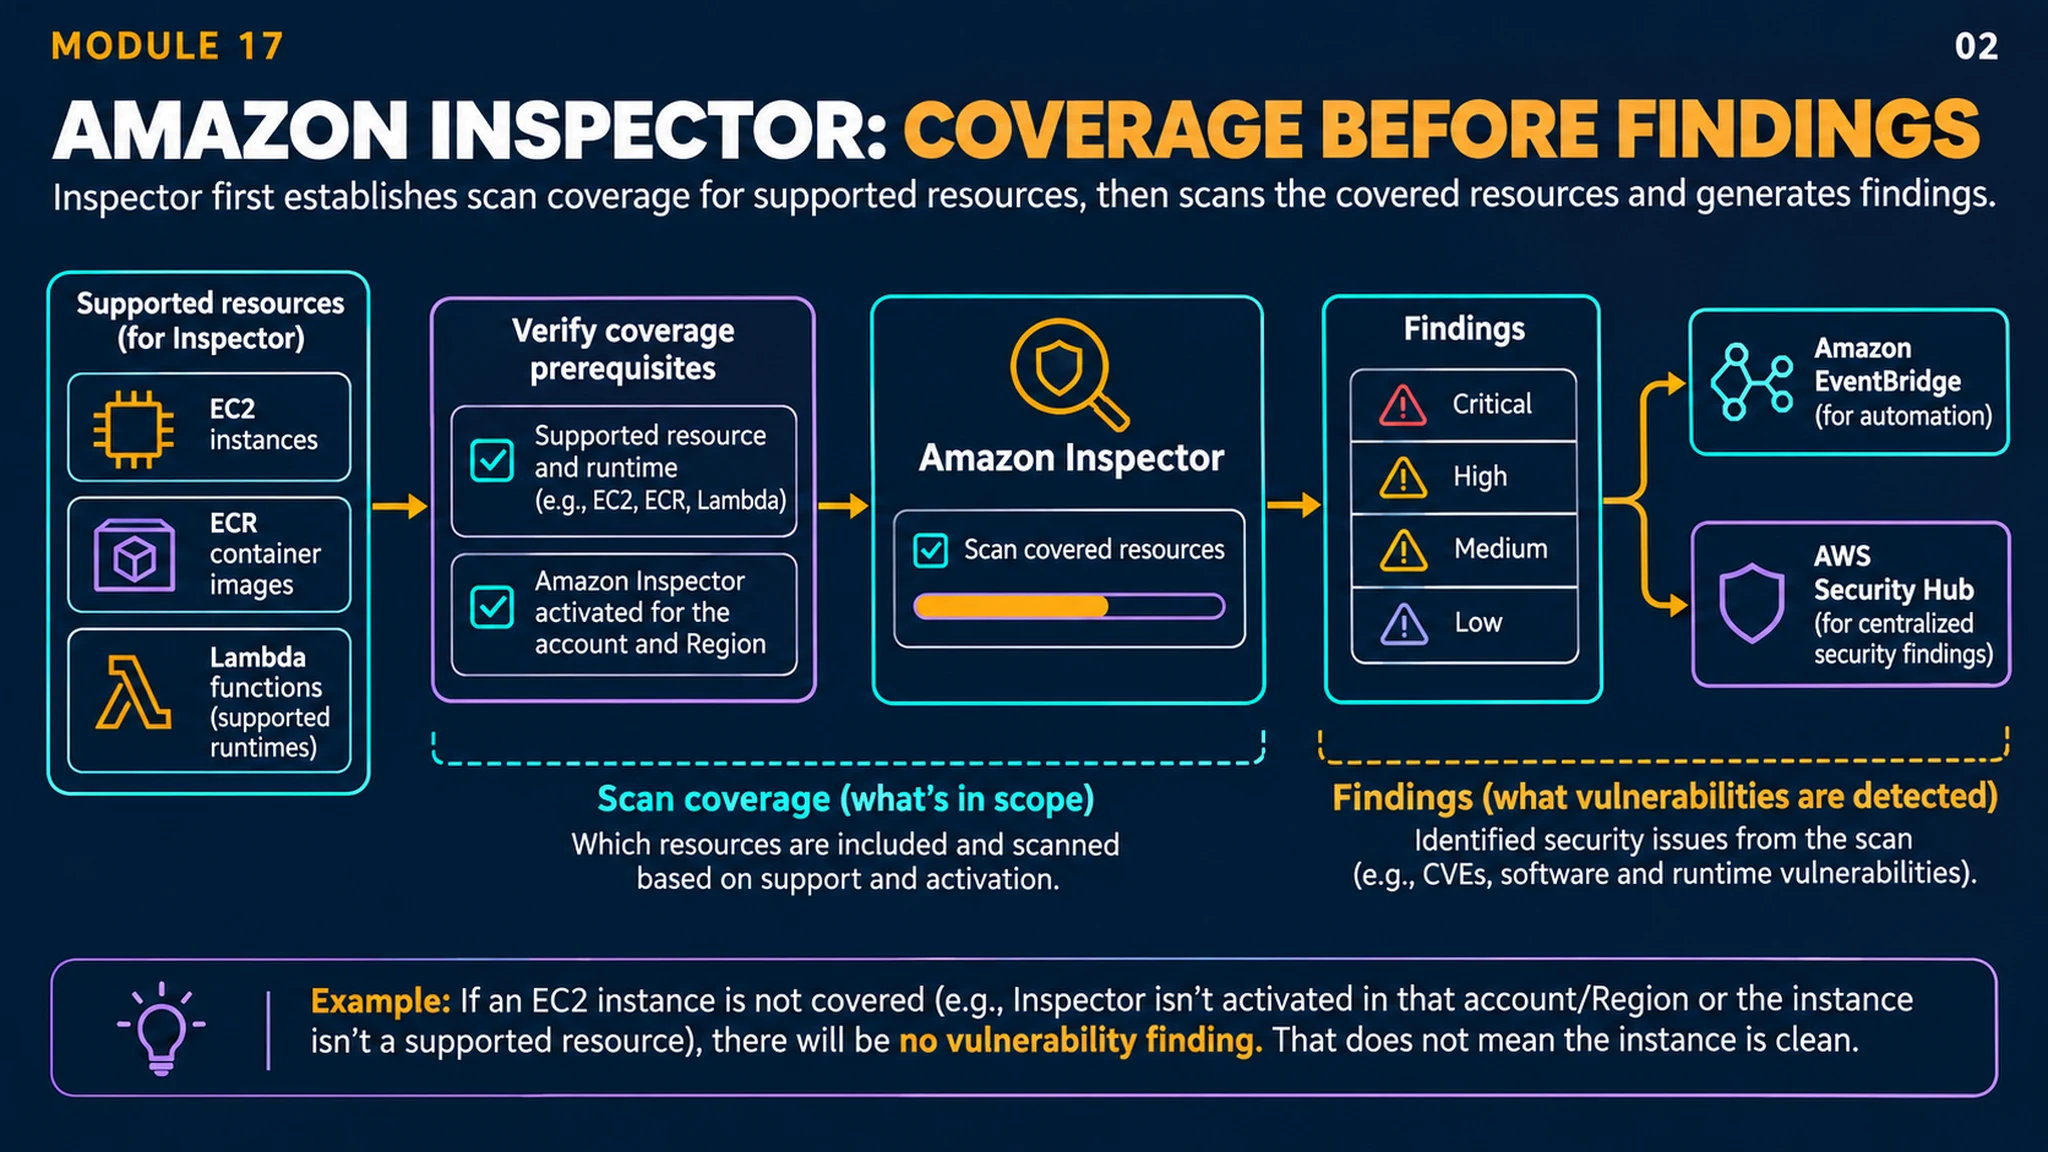 MODULE 17
02
AMAZON INSPECTOR: COVERAGE BEFORE FINDINGS
Inspector first establishes scan coverage for supported resources, then scans the covered resources and generates findings.
Supported resources
(for Inspector)
EC2
instances
ECR
container
images
Lambda
functions
(supported
runtimes)
Verify coverage
prerequisites
Supported resource
and runtime
(e.g., EC2, ECR, Lambda)
Amazon Inspector
activated for the
account and Region
Amazon Inspector
Scan covered resources
Findings
Critical
High
Medium
Low
Amazon
EventBridge
(for automation)
AWS
Security Hub
(for centralized
security findings)
Scan coverage (what's in scope)
Which resources are included and scanned
based on support and activation.
Findings (what vulnerabilities are detected)
Identified security issues from the scan
(e.g., CVEs, software and runtime vulnerabilities).
Example: If an EC2 instance is not covered (e.g., Inspector isn't activated in that account/Region or the instance
isn't a supported resource), there will be no vulnerability finding. That does not mean the instance is clean.